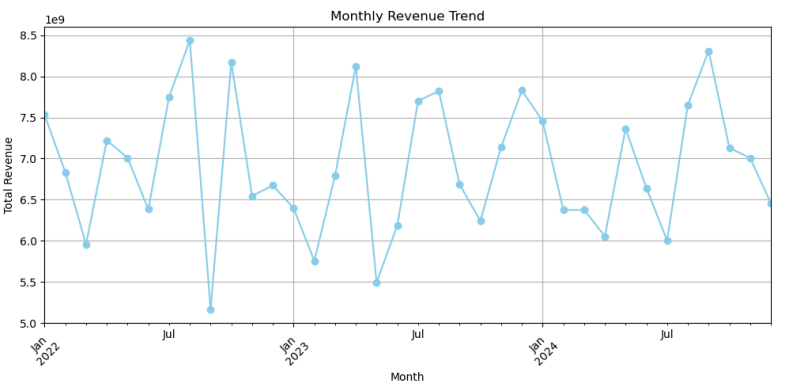 Monthly Revenue Trend
1e9
8.5
8.0
7.5
7.0
6.5
6.0
5.5
5.0
Total Revenue
Jan
2022
Jul
Jan
2023
Jul
Jan
2024
Jul
Month